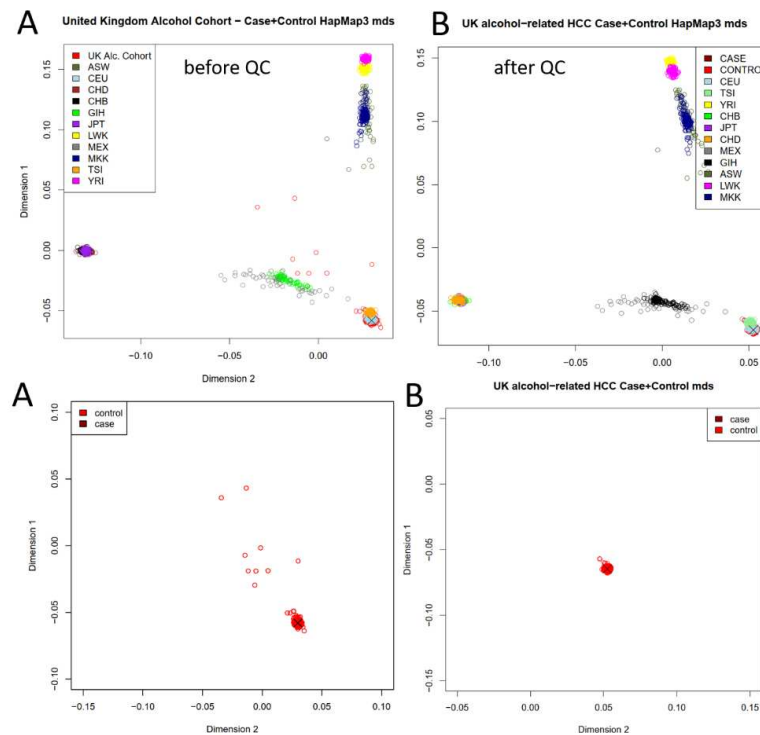 A
United Kingdom Alcohol Cohort − Case+Control HapMap3 mds
before QC
UK Alc. Cohort
ASW
CEU
CHD
CHB
GIH
JPT
LWK
MEX
MKK
TSI
YRI
Dimension 1
0.15
0.10
0.05
0.00
−0.05
−0.10
−0.05
0.00
Dimension 2
B
UK alcohol−related HCC Case+Control HapMap3 mds
after QC
CASE
CONTROL
CEU
TSI
YRI
CHB
JPT
CHD
MEX
GIH
ASW
LWK
MKK
Dimension 1
0.15
0.10
0.05
0.00
−0.05
−0.10
−0.05
0.00
0.05
Dimension 2
A
control
case
Dimension 1
0.10
0.05
0.00
−0.05
−0.10
−0.15
−0.10
−0.05
0.00
0.05
0.10
Dimension 2
B
UK alcohol−related HCC Case+Control mds
case
control
Dimension 1
0.05
0.00
−0.05
−0.10
−0.15
−0.05
0.00
0.05
0.10
0.15
Dimension 2